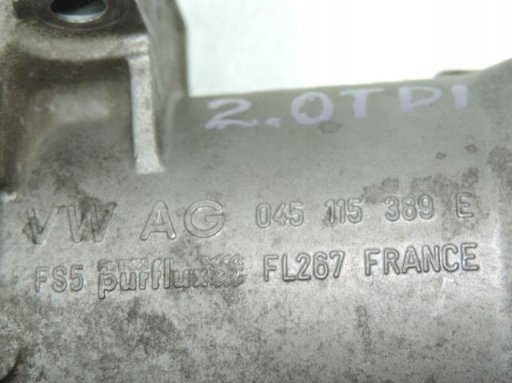 2.0TDI
VW AG 045 115 389 E
FS5 purflux FL267 FRANCE